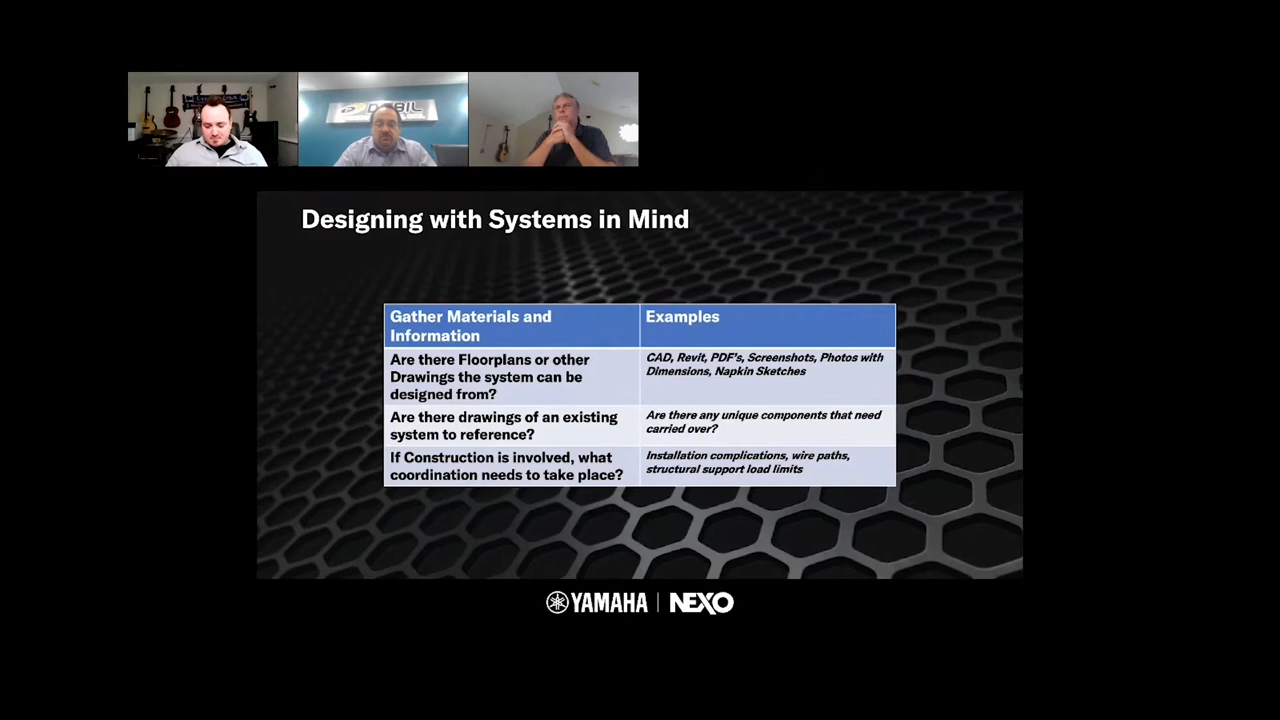 Designing with Systems in Mind
Gather Materials and
Information
Examples
Are there Floorplans or other
Drawings the system can be
designed from?
CAD, Revit, PDF's, Screenshots, Photos with
Dimensions, Napkin Sketches
Are there drawings of an existing
system to reference?
Are there any unique components that need
carried over?
If Construction is involved, what
coordination needs to take place?
Installation complications, wire paths,
structural support load limits
YAMAHA | NEXO